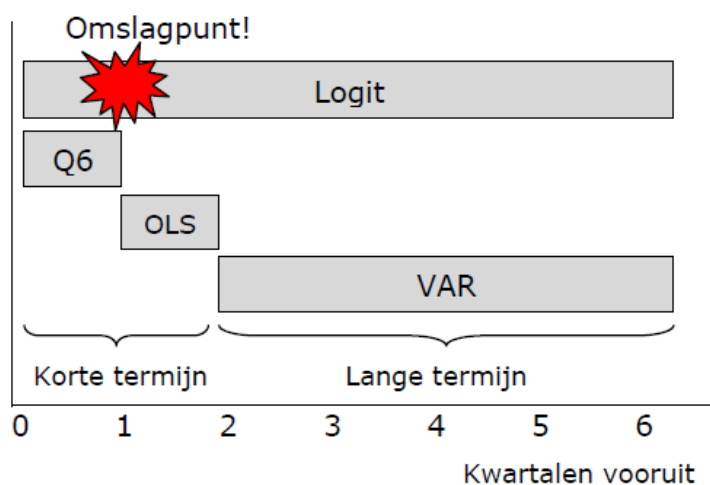 Omslagpunt!
Logit
Q6
OLS
VAR
Korte termijn
Lange termijn
0 1 2 3 4 5 6
Kwartalen vooruit